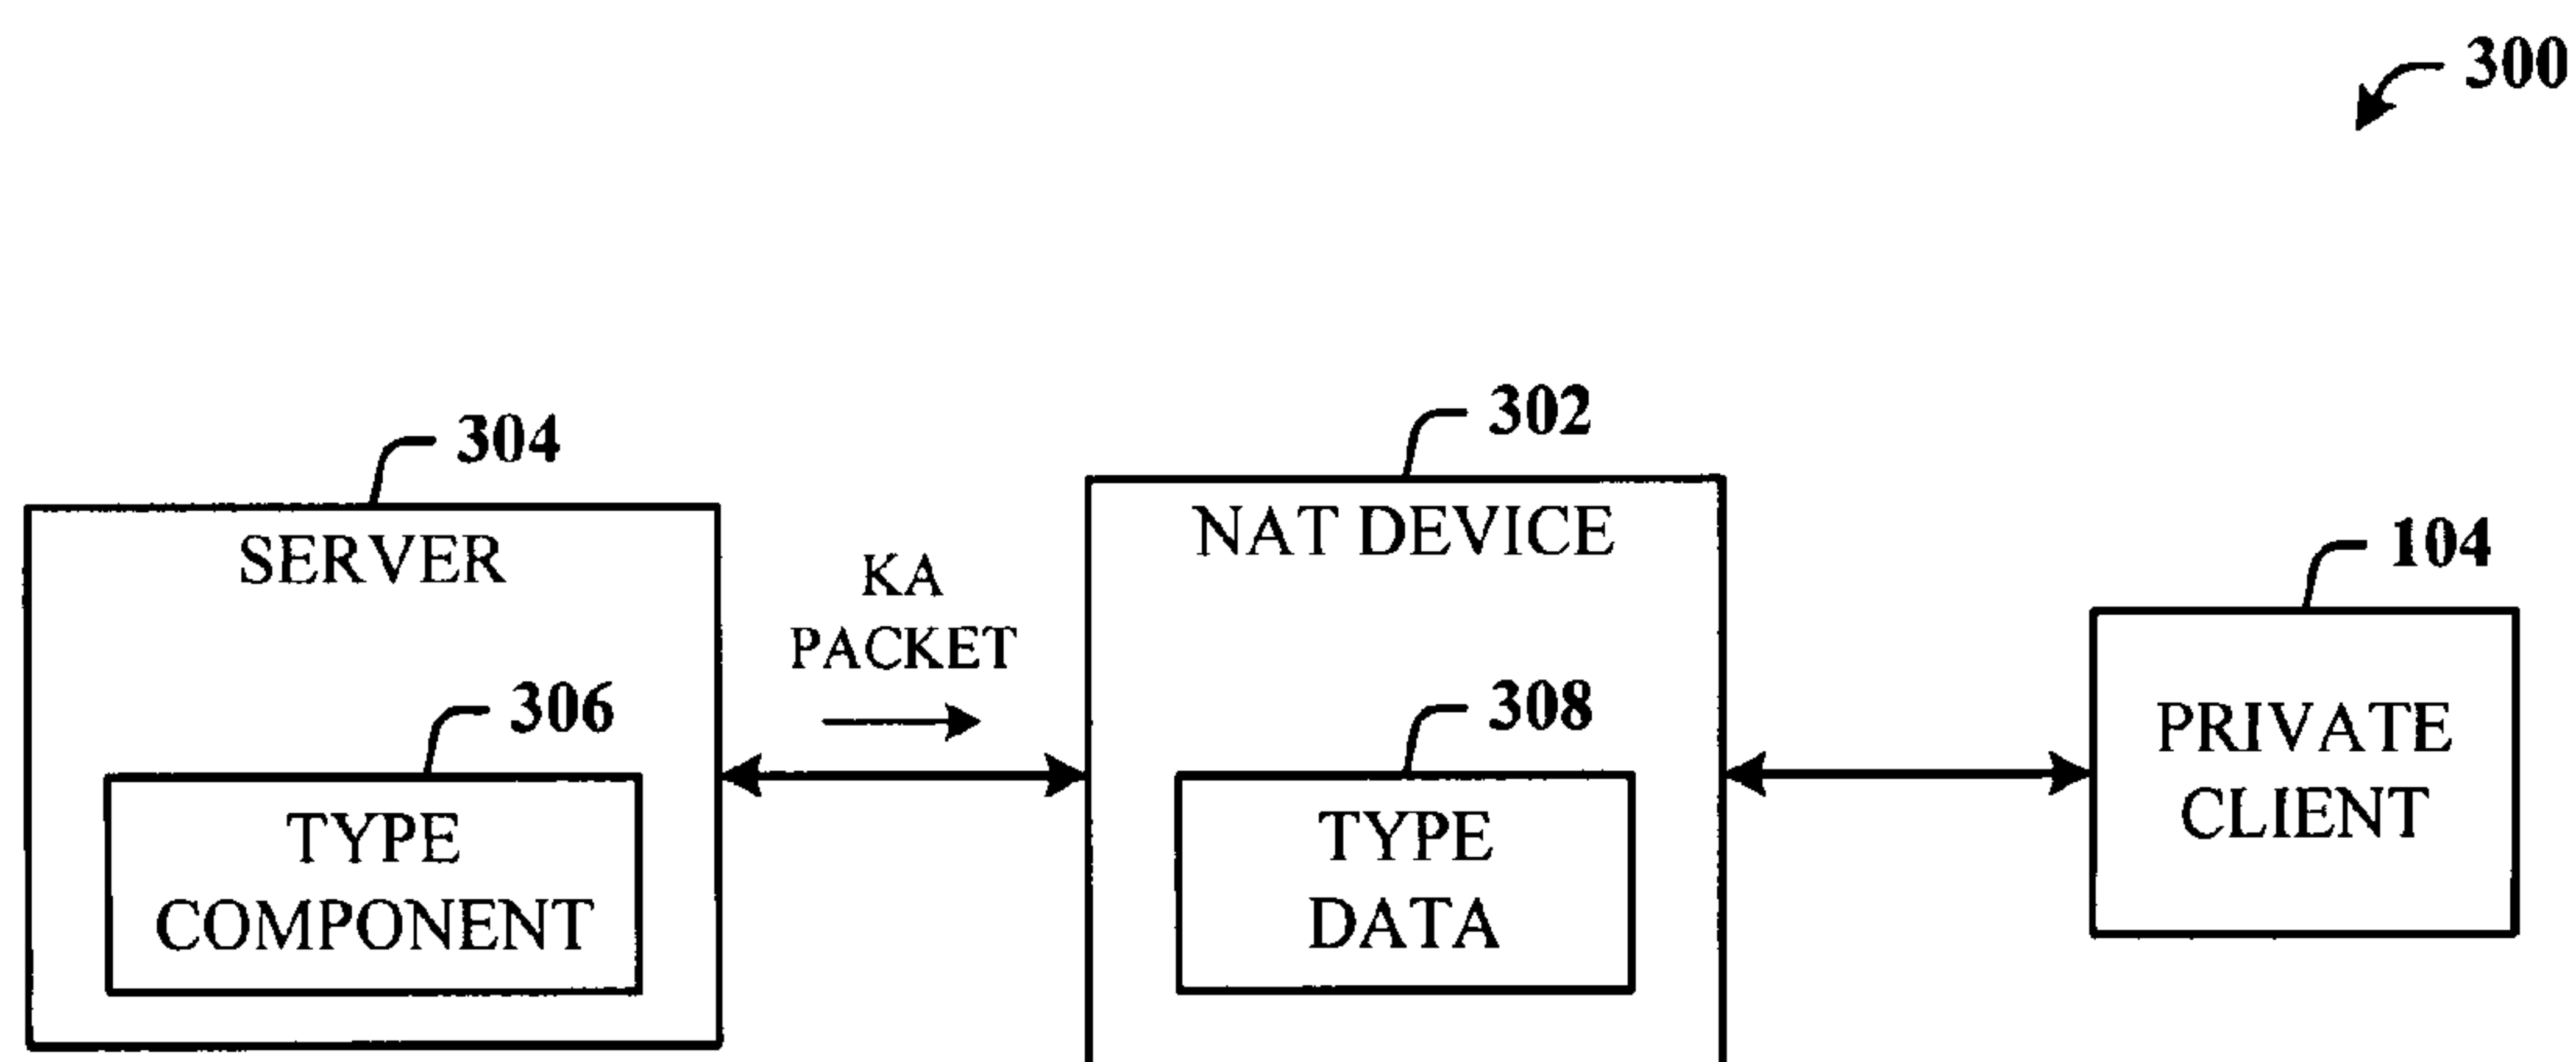 300
304
SERVER
306
TYPE
COMPONENT
KA
PACKET
302
NAT DEVICE
308
TYPE
DATA
104
PRIVATE
CLIENT